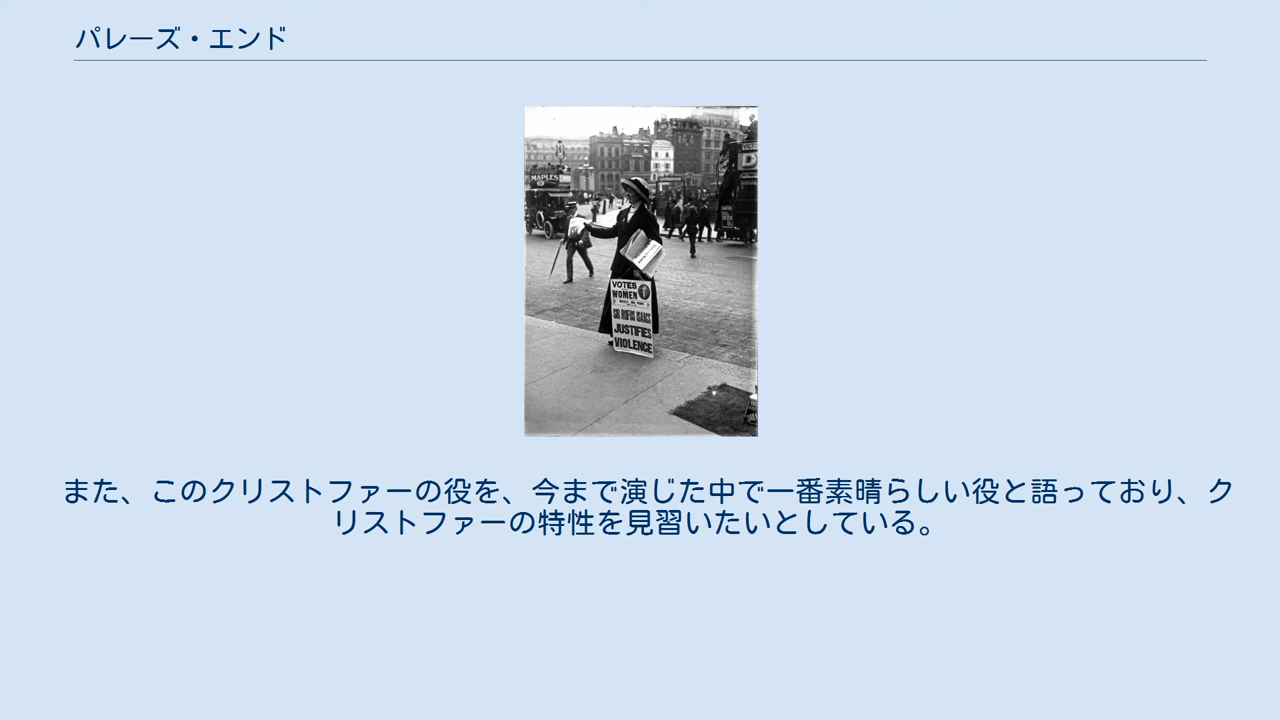 パレーズ・エンド
MAPLES
VOTES
WOMEN
SIR RUFUS ISAACS
JUSTIFIES
VIOLENCE
また、このクリストファーの役を、今まで演じた中で一番素晴らしい役と語っており、ク
リストファーの特性を見習いたいとしている。